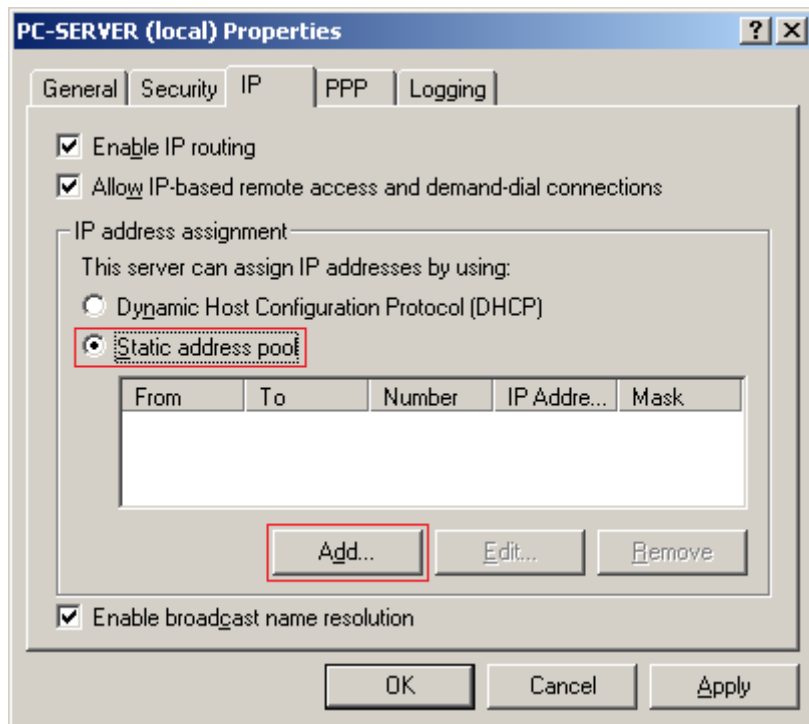 PC-SERVER (local) Properties
General Security IP PPP Logging
Enable IP routing
Allow IP-based remote access and demand-dial connections
IP address assignment
This server can assign IP addresses by using:
Dynamic Host Configuration Protocol (DHCP)
Static address pool
From To Number IP Addre... Mask
Add... Edit... Remove
Enable broadcast name resolution
OK Cancel Apply